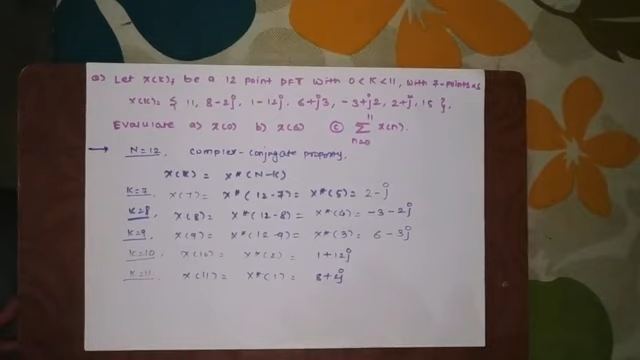 Q) Let X(K), be a 12 point DFT with 0<K<11, with 7-points as
X(K)= { 11, 8-2j, 1-12j, 6+j3, -3+j2, 2+j, 15 },
Evaluate a) x(0) b) x(6) (c) 11 Σ n=0 x(n).
→ N=12. complex-conjugate property.
X(K) = X*(N-K)
K=7. X(7) = X*(12-7) = X*(5) = 2-j
K=8 X(8) = X*(12-8) = X*(4) = -3-2j
K=9. X(9) = X*(12-9) = X*(3) = 6-3j
K=10 X(10) = X*(2) = 1+12j
K=11 X(11) = X*(1) = 8+2j